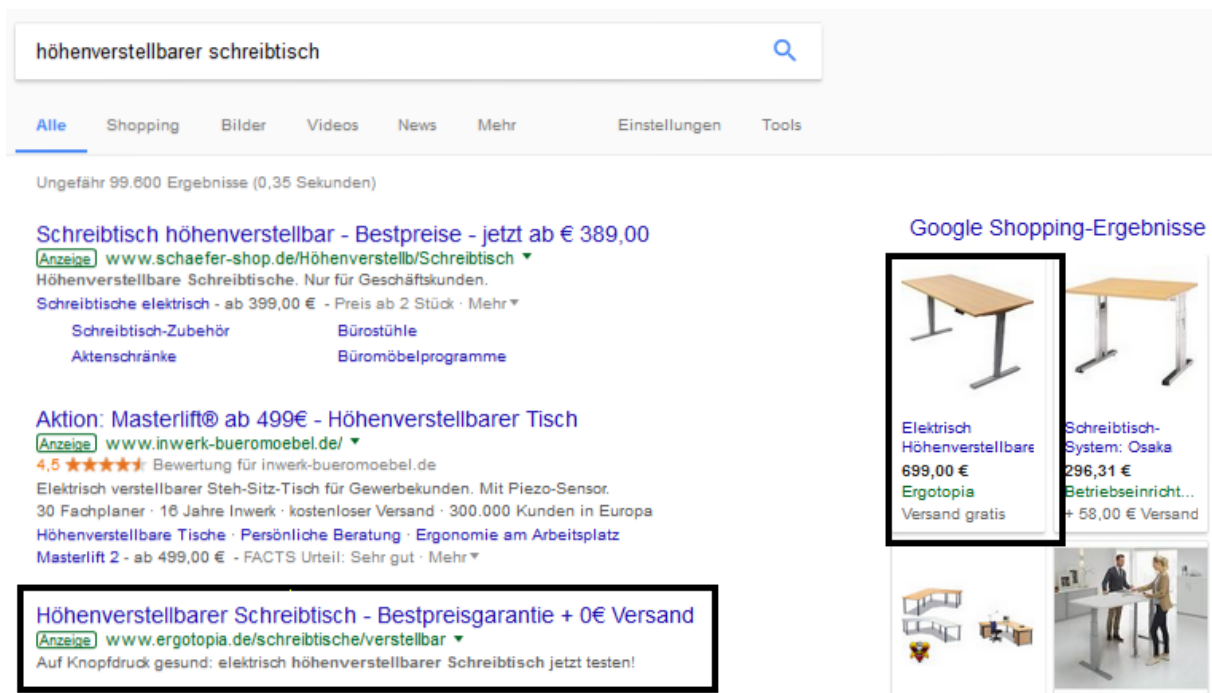 höhenverstellbarer schreibtisch
Alle Shopping Bilder Videos News Mehr Einstellungen Tools
Ungefähr 99.600 Ergebnisse (0,35 Sekunden)
Schreibtisch höhenverstellbar - Bestpreise - jetzt ab € 389,00
Anzeige www.schaefer-shop.de/Höhenverstellb/Schreibtisch
Höhenverstellbare Schreibtische. Nur für Geschäftskunden.
Schreibtische elektrisch - ab 399,00 € - Preis ab 2 Stück · Mehr
Schreibtisch-Zubehör Bürostühle
Aktenschränke Büromöbelprogramme
Aktion: Masterlift® ab 499€ - Höhenverstellbarer Tisch
Anzeige www.inwerk-bueromoebel.de/
4,5 Bewertung für inwerk-bueromoebel.de
Elektrisch verstellbarer Steh-Sitz-Tisch für Gewerbekunden. Mit Piezo-Sensor.
30 Fachplaner · 16 Jahre Inwerk · kostenloser Versand · 300.000 Kunden in Europa
Höhenverstellbare Tische · Persönliche Beratung · Ergonomie am Arbeitsplatz
Masterlift 2 - ab 499,00 € - FACTS Urteil: Sehr gut · Mehr
Höhenverstellbarer Schreibtisch - Bestpreisgarantie + 0€ Versand
Anzeige www.ergotopia.de/schreibtische/verstellbar
Auf Knopfdruck gesund: elektrisch höhenverstellbarer Schreibtisch jetzt testen!
Google Shopping-Ergebnisse
Elektrisch
Höhenverstellbare
699,00 €
Ergotopia
Versand gratis
Schreibtisch-
System: Osaka
296,31 €
Betriebseinricht...
+ 58,00 € Versand